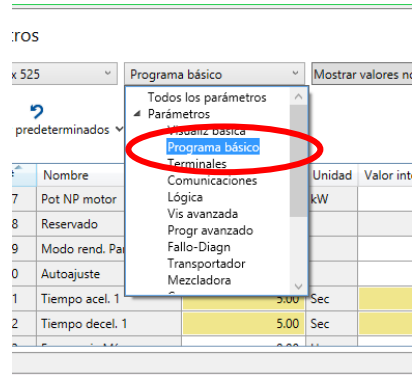 ros
x 525
Programa básico
Mostrar valores no
predeterminados
Todos los parámetros
Parámetros
Visualiz básica
Programa básico
Terminales
Comunicaciones
Lógica
Vis avanzada
Progr avanzado
Fallo-Diagn
Transportador
Mezcladora
Nombre
Unidad
Valor inte
7
Pot NP motor
kW
8
Reservado
9
Modo rend. Par
0
Autoajuste
1
Tiempo acel. 1
5.00
Sec
2
Tiempo decel. 1
5.00
Sec